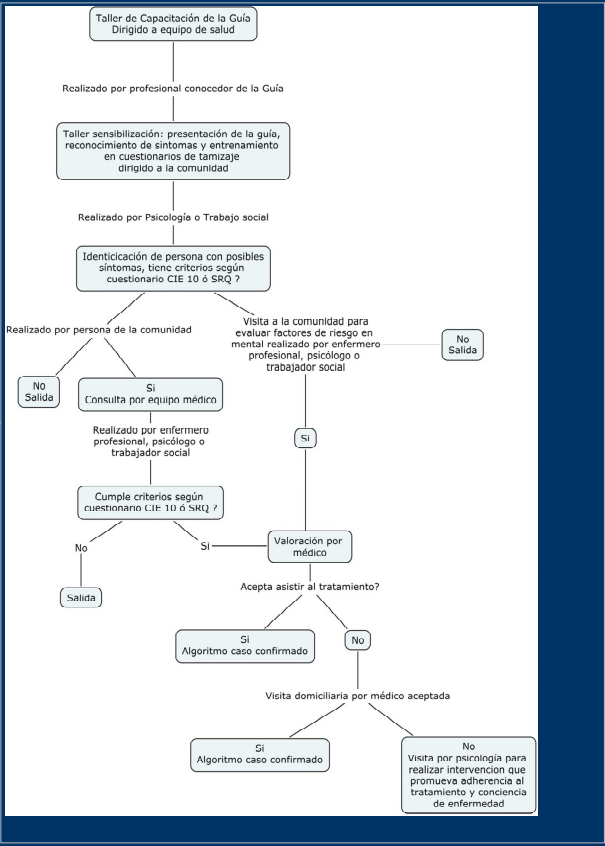 Taller de Capacitación de la Guía
Dirigido a equipo de salud
Realizado por profesional conocedor de la Guía
Taller sensibilización: presentación de la guía,
reconocimiento de sintomas y entrenamiento
en cuestionarios de tamizaje
dirigido a la comunidad
Realizado por Psicología o Trabajo social
Identicicación de persona con posibles
síntomas, tiene criterios según
cuestionario CIE 10 ó SRQ ?
Realizado por persona de la comunidad
Visita a la comunidad para
evaluar factores de riesgo en
mental realizado por enfermero
profesional, psicólogo o
trabajador social
No
Salida
No
Salida
Si
Consulta por equipo médico
Realizado por enfermero
profesional, psicólogo o
trabajador social
Si
Cumple criterios según
cuestionario CIE 10 ó SRQ ?
No
Si
Valoración por
médico
Salida
Acepta asistir al tratamiento?
Si
Algoritmo caso confirmado
No
Visita domiciliaria por médico aceptada
Si
Algoritmo caso confirmado
No
Visita por psicología para
realizar intervencion que
promueva adherencia al
tratamiento y conciencia
de enfermedad